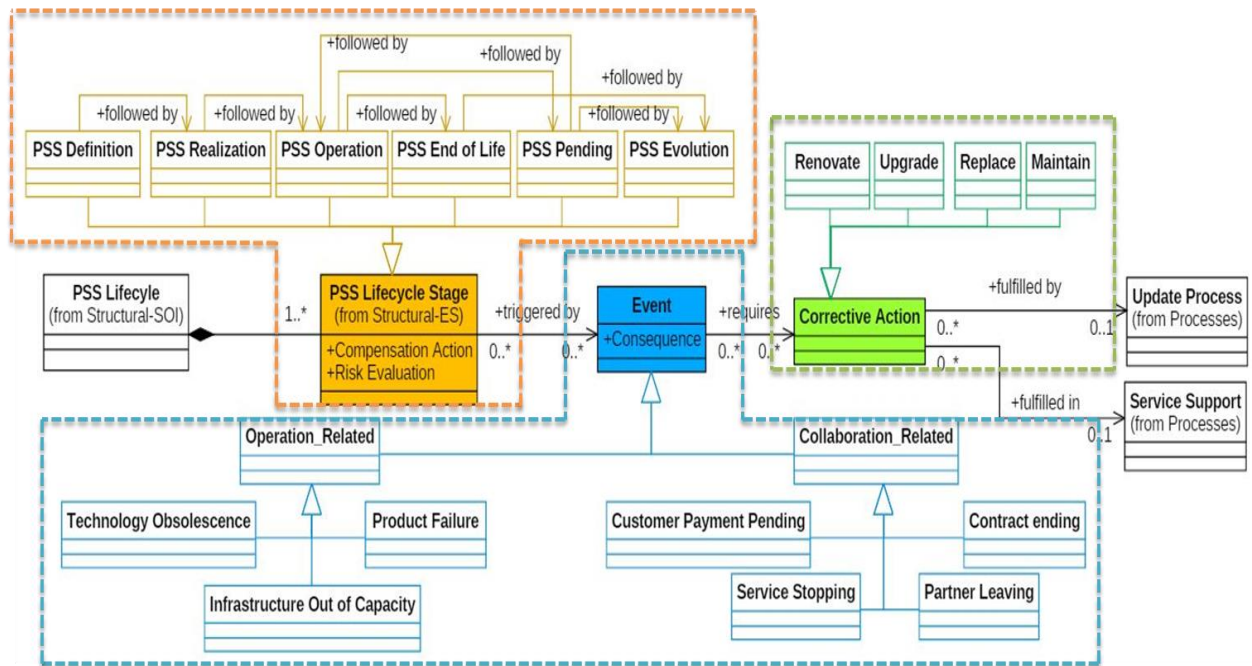 +followed by
+followed by
+followed by
+followed by
+followed by
+followed by
+followed by
PSS Definition
PSS Realization
PSS Operation
PSS End of Life
PSS Pending
PSS Evolution
Renovate
Upgrade
Replace
Maintain
PSS Lifecyle
(from Structural-SOI)
1..*
PSS Lifecycle Stage
(from Structural-ES)
+Compensation Action
+Risk Evaluation
+triggered by
0..*
0..*
Event
+Consequence
+requires
0..*
0..*
Corrective Action
+fulfilled by
0..*
0..1
Update Process
(from Processes)
0..*
+fulfilled in
0..1
Service Support
(from Processes)
Operation_Related
Collaboration_Related
Technology Obsolescence
Product Failure
Customer Payment Pending
Contract ending
Infrastructure Out of Capacity
Service Stopping
Partner Leaving